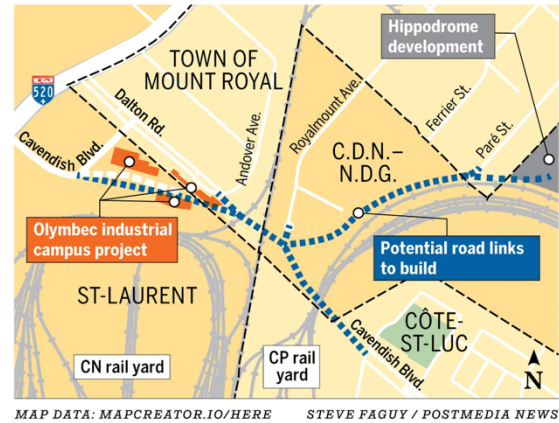 Hippodrome
development
TOWN OF
MOUNT ROYAL
520
Dalton Rd.
Cavendish Blvd.
Andover Ave.
Royalmount Ave.
Ferrier St.
Paré St.
C.D.N.–
N.D.G.
Olymbec industrial
campus project
Potential road links
to build
ST-LAURENT
CÔTE-
ST-LUC
Cavendish Blvd.
CN rail yard
CP rail
yard
N
MAP DATA: MAPCREATOR.IO/HERE
STEVE FAGUY / POSTMEDIA NEWS